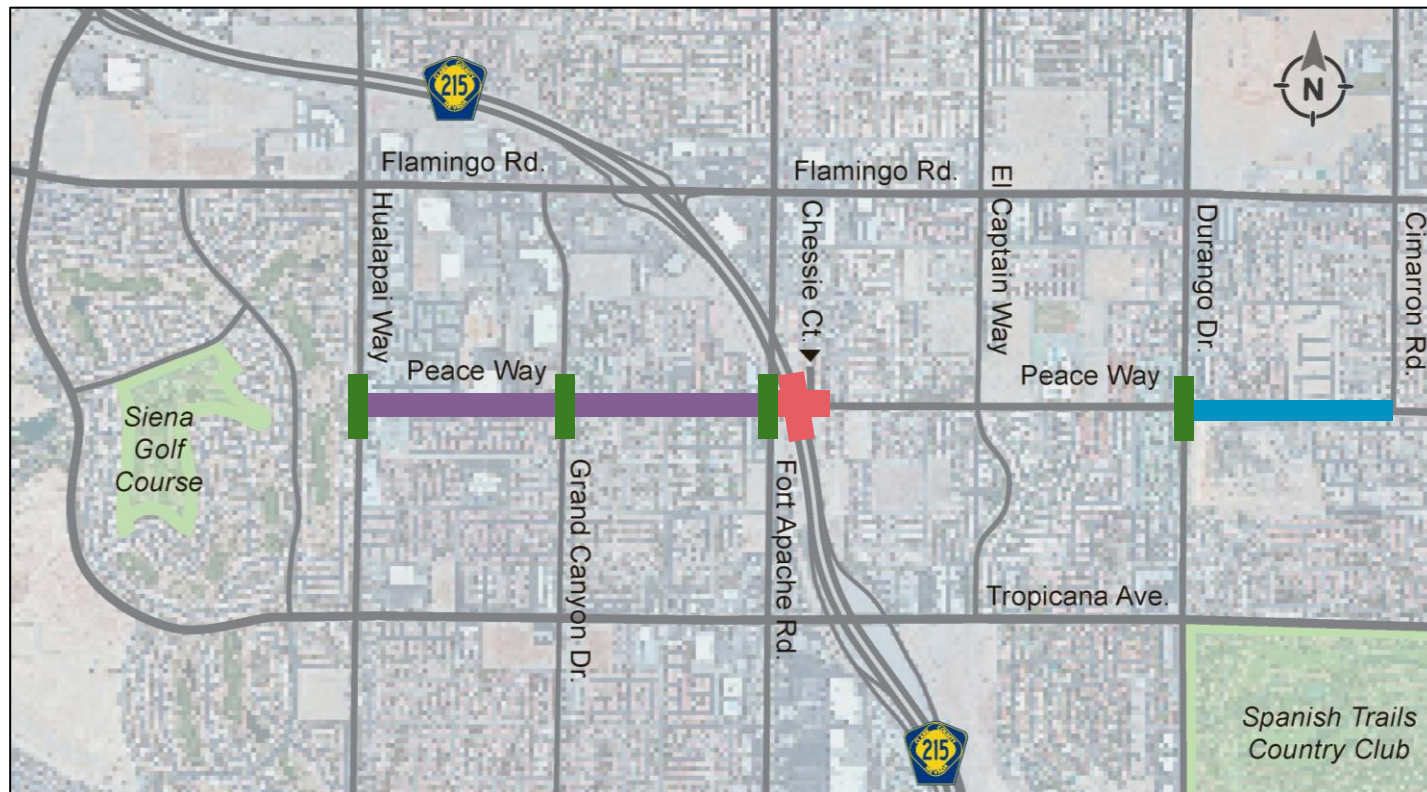 215
N
Flamingo Rd.
Flamingo Rd.
Hualapai Way
Chessie Ct.
El Captain Way
Durango Dr.
Cimarron Rd.
Peace Way
Peace Way
Siena
Golf
Course
Grand Canyon Dr.
Fort Apache Rd.
Tropicana Ave.
Spanish Trails
Country Club
215